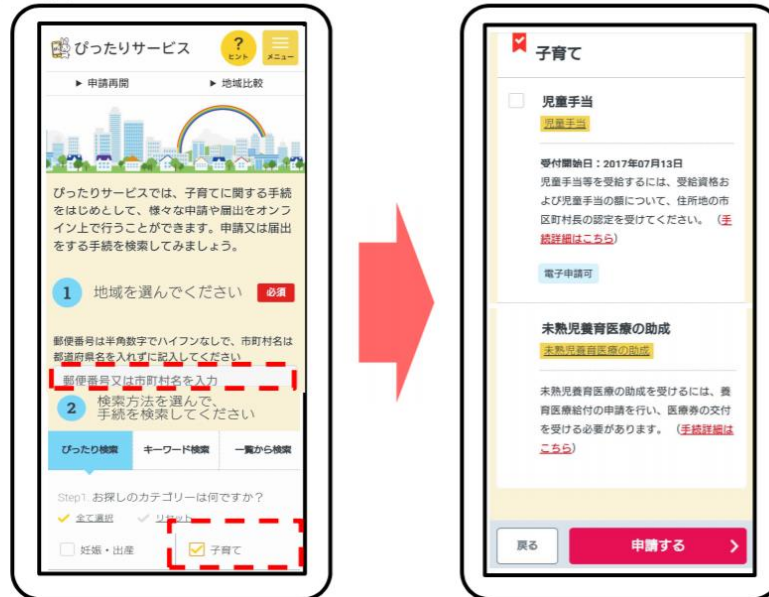 ぴったりサービス
?
ヒント
メニュー
▶ 申請再開
▶ 地域比較
ぴったりサービスでは、子育てに関する手続
をはじめとして、様々な申請や届出をオンラ
イン上で行うことができます。申請又は届出
をする手続を検索してみましょう。
1 地域を選んでください 必須
郵便番号は半角数字でハイフンなしで、市町村名は
都道府県名を入れずに記入してください
郵便番号又は市町村名を入力
2 検索方法を選んで、
手続を検索してください
ぴったり検索 キーワード検索 一覧から検索
Step1. お探しのカテゴリーは何ですか?
全て選択 リセット
妊娠・出産 子育て
子育て
児童手当
児童手当
受付開始日:2017年07月13日
児童手当等を受給するには、受給資格お
よび児童手当の額について、住所地の市
区町村長の認定を受けてください。 (手
続詳細はこちら)
電子申請可
未熟児養育医療の助成
未熟児養育医療の助成
未熟児養育医療の助成を受けるには、養
育医療給付の申請を行い、医療券の交付
を受ける必要があります。 (手続詳細は
こちら)
戻る 申請する